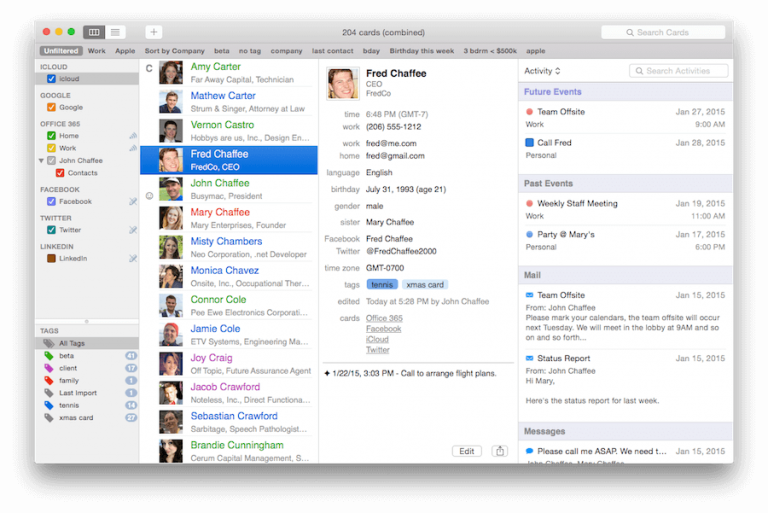 204 cards (combined)
Search Cards
Unfiltered Work Apple Sort by Company beta no tag company last contact bday Birthday this week 3 bdrm < $500k apple
ICLOUD
icloud
GOOGLE
Google
OFFICE 365
Home
Work
John Chaffee
Contacts
FACEBOOK
Facebook
TWITTER
Twitter
LINKEDIN
LinkedIn
TAGS
All Tags
beta 41
client 17
family 1
Last Import 1
tennis 14
xmas card 27
C
Amy Carter
Far Away Capital, Technician
Mathew Carter
Strum & Singer, Attorney at Law
Vernon Castro
Hobbys are us, Inc., Design En...
Fred Chaffee
FredCo, CEO
John Chaffee
Busymac, President
Mary Chaffee
Mary Enterprises, Founder
Misty Chambers
Neo Corporation, .net Developer
Monica Chavez
Onsite, Inc., Occupational Ther...
Connor Cole
Pee Ewe Electronics Corporati...
Jamie Cole
ETV Systems, Engineering Ma...
Joy Craig
Off Topic, Future Assurance Agent
Jacob Crawford
Noteless, Inc., Direct Functiona...
Sebastian Crawford
Sarbitage, Speech Pathologist...
Brandie Cunningham
Cerum Capital Management, S...
Fred Chaffee
CEO
FredCo
time 6:48 PM (GMT-7)
work (206) 555-1212
work fred@me.com
home fred@gmail.com
language English
birthday July 31, 1993 (age 21)
gender male
sister Mary Chaffee
Facebook Fred Chaffee
Twitter @FredChaffee2000
time zone GMT-0700
tags tennis xmas card
edited Today at 5:28 PM by John Chaffee
cards Office 365
Facebook
iCloud
Twitter
1/22/15, 3:03 PM - Call to arrange flight plans.
Edit
Activity
Search Activities
Future Events
Team Offsite Jan 27, 2015
Work 9:00 AM
Call Fred Jan 28, 2015
Personal
Past Events
Weekly Staff Meeting Jan 19, 2015
Work 11:00 AM
Party @ Mary's Jan 17, 2015
Personal 6:00 PM
Mail
Team Offsite Jan 15, 2015
From: John Chaffee
Please mark your calendars, the team offsite will occur
next Tuesday. We will meet in the lobby at 9AM and so
on and so forth...
Status Report Jan 15, 2015
From: John Chaffee
Hi Mary,
Here's the status report for last week.
Messages
Please call me ASAP. We need t... Jan 15, 2015